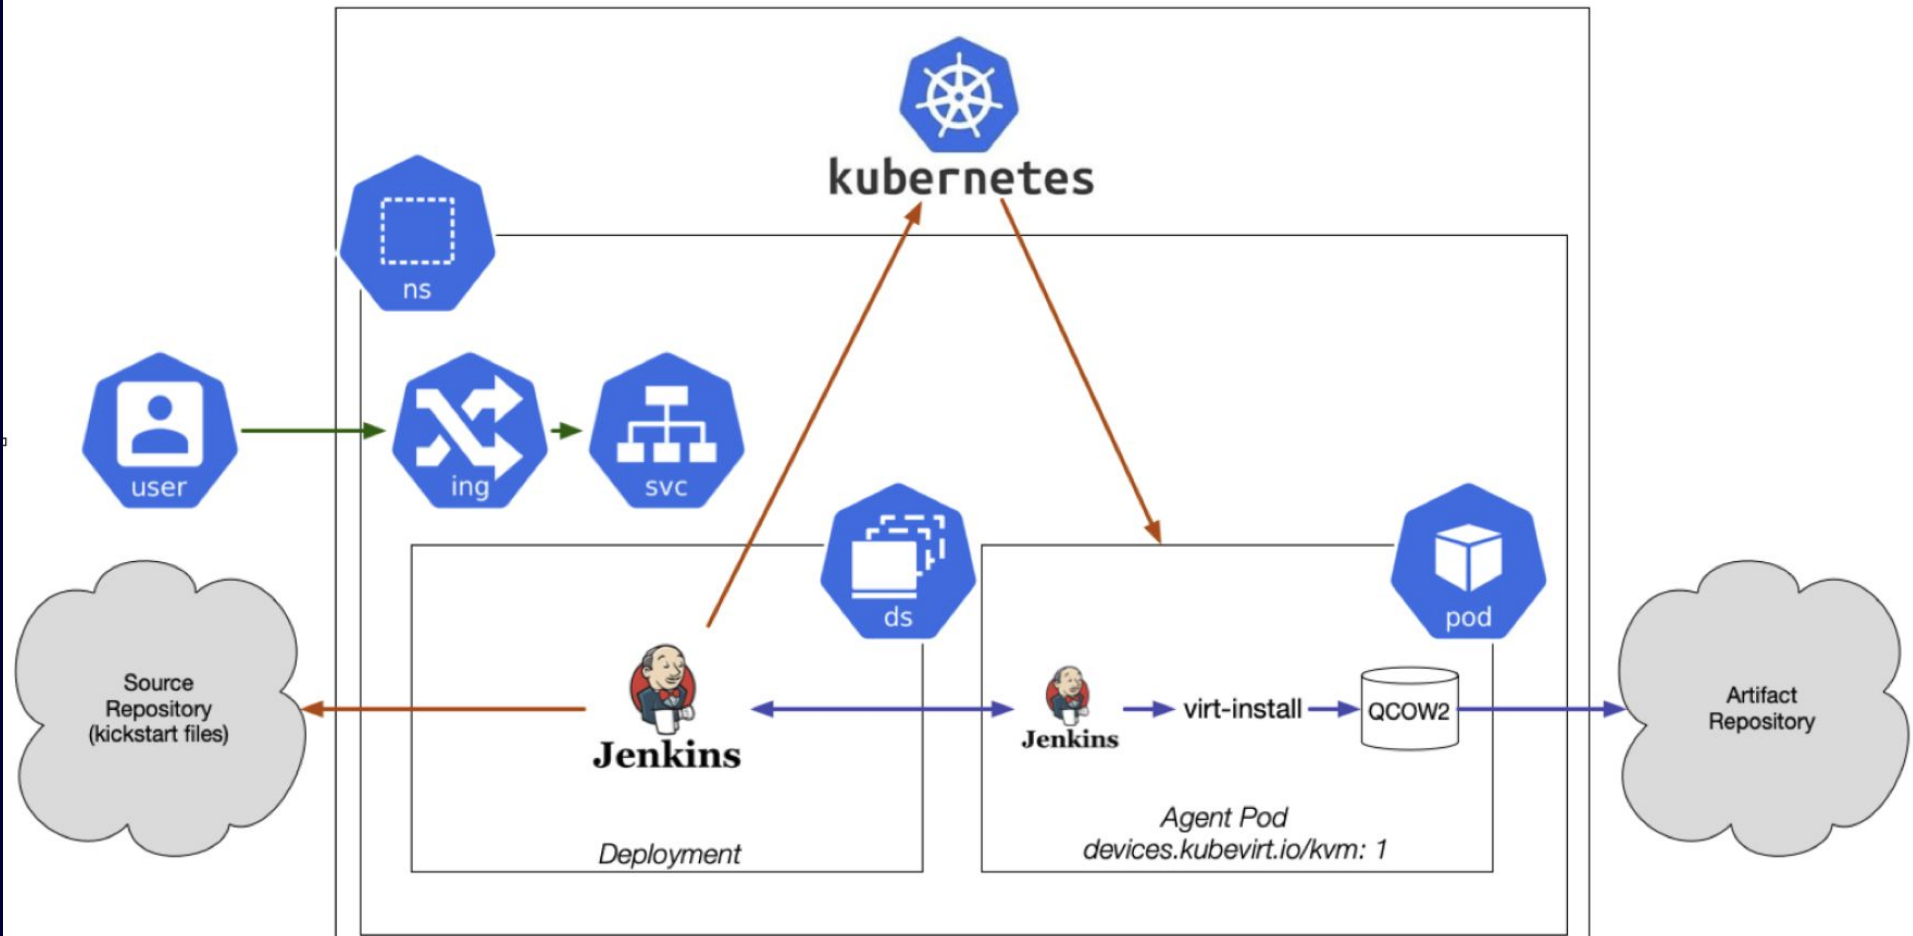 kubernetes
ns
user
ing
svc
ds
pod
Source
Repository
(kickstart files)
Jenkins
Deployment
Jenkins
virt-install
QCOW2
Agent Pod
devices.kubevirt.io/kvm: 1
Artifact
Repository